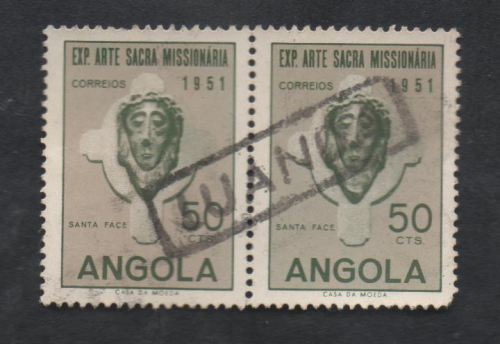 EXP. ARTE SACRA MISSIONÁRIA
CORREIOS 1951
SANTA FACE
50
CTS.
ANGOLA
CASA DA MOEDA
EXP. ARTE SACRA MISSIONÁRIA
CORREIOS 1951
SANTA FACE
50
CTS.
ANGOLA
CASA DA MOEDA